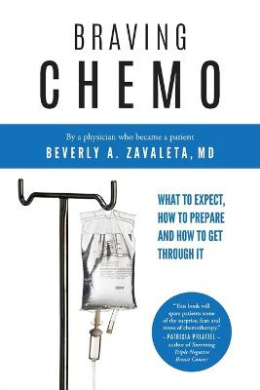 BRAVING
CHEMO
By a physician who became a patient
BEVERLY A. ZAVALETA, MD
WHAT TO EXPECT,
HOW TO PREPARE
AND HOW TO GET
THROUGH IT
"This book will
spare patients some
of the surprise, fear and
stress of chemotherapy."
author of Surviving
Triple Negative
Breast Cancer